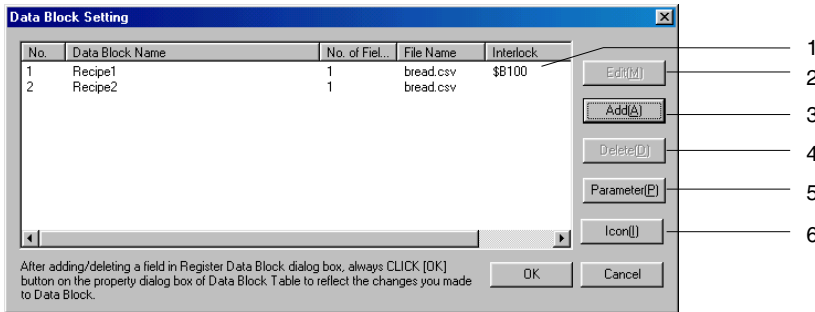 Data Block Setting
No. Data Block Name No. of Fiel... File Name Interlock
1 Recipe1 1 bread.csv $B100
2 Recipe2 1 bread.csv
1
Edit(M) 2
Add(A) 3
Delete(D) 4
Parameter(P) 5
Icon(I) 6
After adding/deleting a field in Register Data Block dialog box, always CLICK [OK]
button on the property dialog box of Data Block Table to reflect the changes you made
to Data Block.
OK Cancel